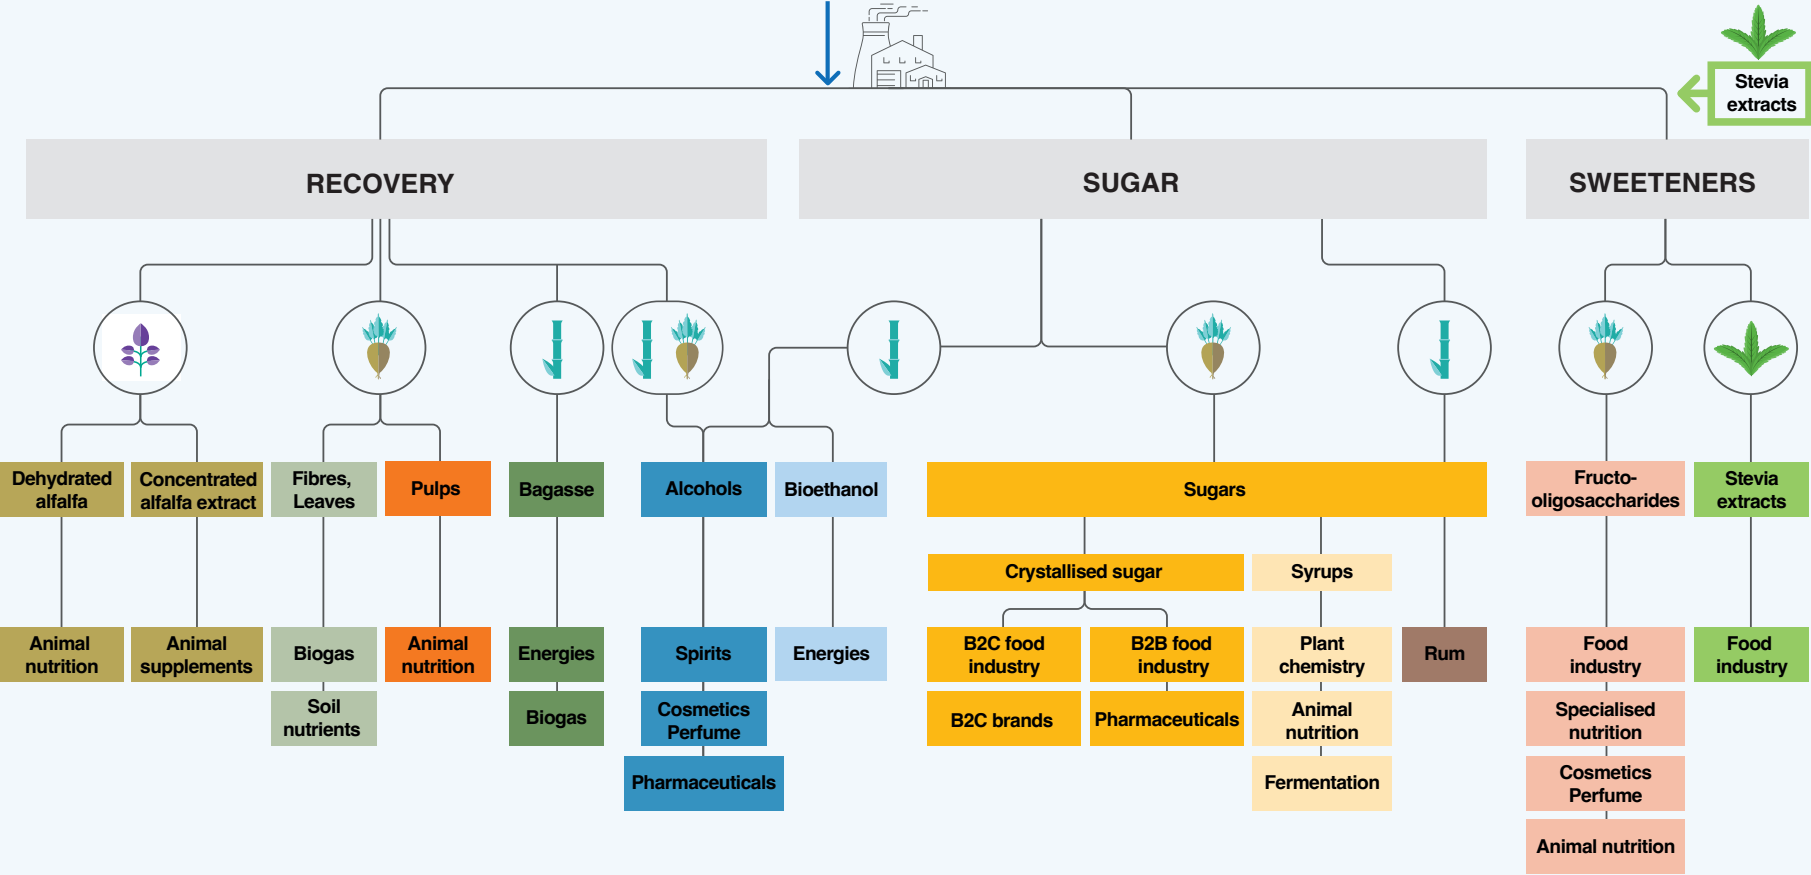 Stevia
extracts
RECOVERY
SUGAR
SWEETENERS
Dehydrated
alfalfa
Concentrated
alfalfa extract
Fibres,
Leaves
Pulps
Bagasse
Alcohols
Bioethanol
Sugars
Fructo-
oligosaccharides
Stevia
extracts
Crystallised sugar
Syrups
Animal
nutrition
Animal
supplements
Biogas
Animal
nutrition
Energies
Spirits
Energies
B2C food
industry
B2B food
industry
Plant
chemistry
Rum
Food
industry
Food
industry
Soil
nutrients
Biogas
Cosmetics
Perfume
B2C brands
Pharmaceuticals
Animal
nutrition
Specialised
nutrition
Pharmaceuticals
Fermentation
Cosmetics
Perfume
Animal nutrition